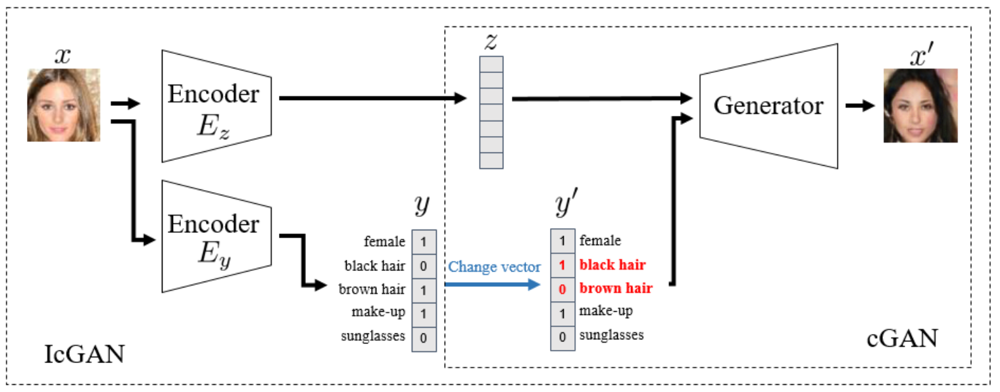 x
Encoder
E_z
z
Generator
x′
Encoder
E_y
y
female 1
black hair 0
brown hair 1
make-up 1
sunglasses 0
Change vector
y′
1 female
1 black hair
0 brown hair
1 make-up
0 sunglasses
IcGAN
cGAN